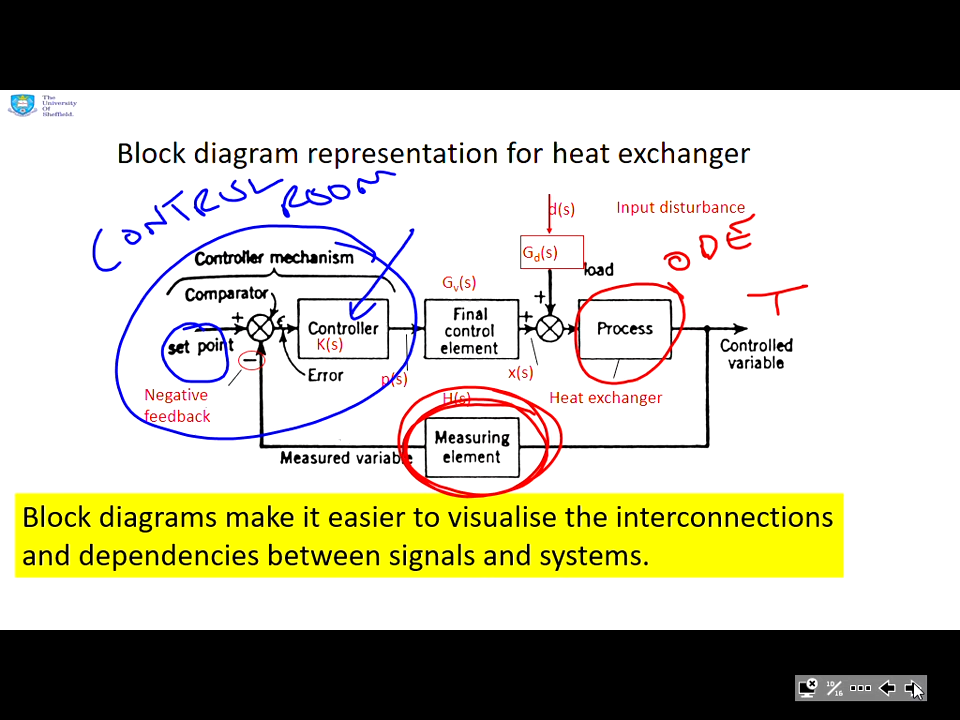 The
University
Of
Sheffield.
Block diagram representation for heat exchanger
CONTROL ROOM
d(s)
Input disturbance
ODE
Controller mechanism
Gd(s)
load
Gv(s)
Comparator
T
+
+
+
ε
Controller
K(s)
Final
control
element
Process
set point
Controlled
variable
−
Error
p(s)
x(s)
Negative
feedback
H(s)
Heat exchanger
Measuring
element
Measured variable
Block diagrams make it easier to visualise the interconnections
and dependencies between signals and systems.
10/16